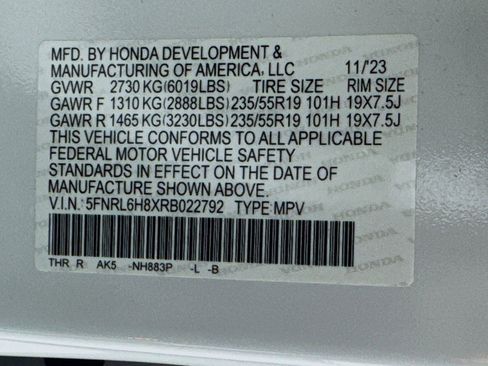 MFD. BY HONDA DEVELOPMENT &
MANUFACTURING OF AMERICA, LLC 11/'23
GVWR 2730 KG(6019LBS) TIRE SIZE RIM SIZE
GAWR F 1310 KG(2888LBS) 235/55R19 101H 19X7.5J
GAWR R 1465 KG(3230LBS) 235/55R19 101H 19X7.5J
THIS VEHICLE CONFORMS TO ALL APPLICABLE
FEDERAL MOTOR VEHICLE SAFETY
STANDARDS IN EFFECT ON THE DATE OF
MANUFACTURE SHOWN ABOVE.
V.I.N.: 5FNRL6H8XRB022792 TYPE MPV
THR R AK5 -NH883P -L -B